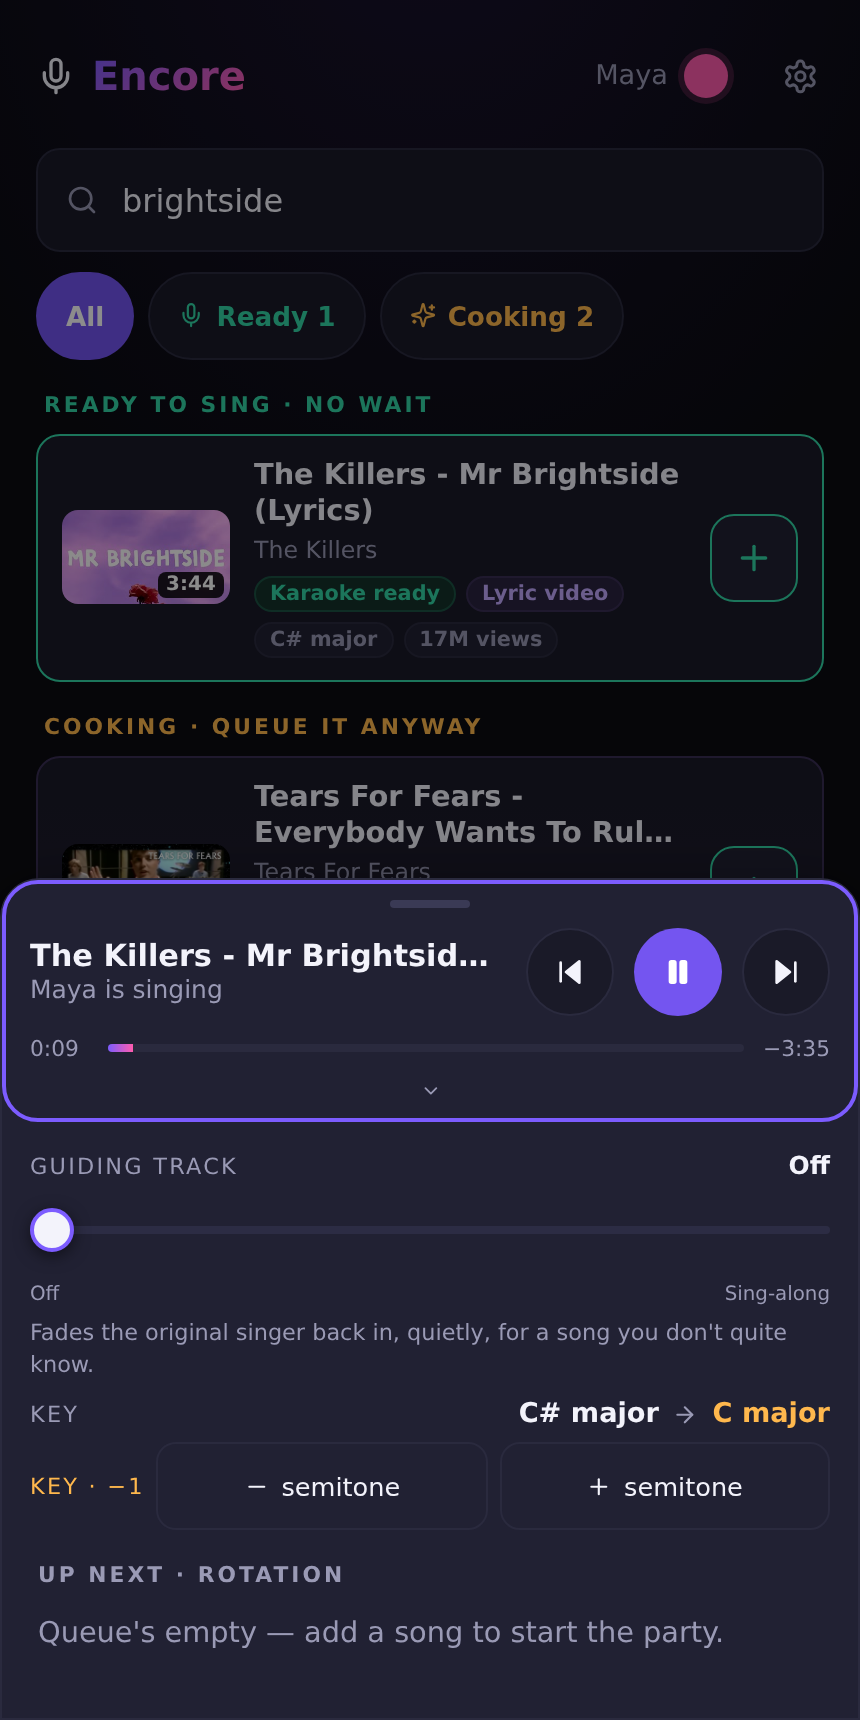 Encore
Maya
brightside
All
Ready 1
Cooking 2
READY TO SING · NO WAIT
The Killers - Mr Brightside
(Lyrics)
The Killers
MR BRIGHTSIDE
3:44
Karaoke ready
Lyric video
C# major
17M views
COOKING · QUEUE IT ANYWAY
Tears For Fears -
Everybody Wants To Rul...
TEARS FOR FEARS
Tears For Fears
The Killers - Mr Brightsid...
Maya is singing
0:09
−3:35
GUIDING TRACK
Off
Off
Sing-along
Fades the original singer back in, quietly, for a song you don't quite
know.
KEY
C# major → C major
KEY · −1
− semitone
+ semitone
UP NEXT · ROTATION
Queue's empty — add a song to start the party.